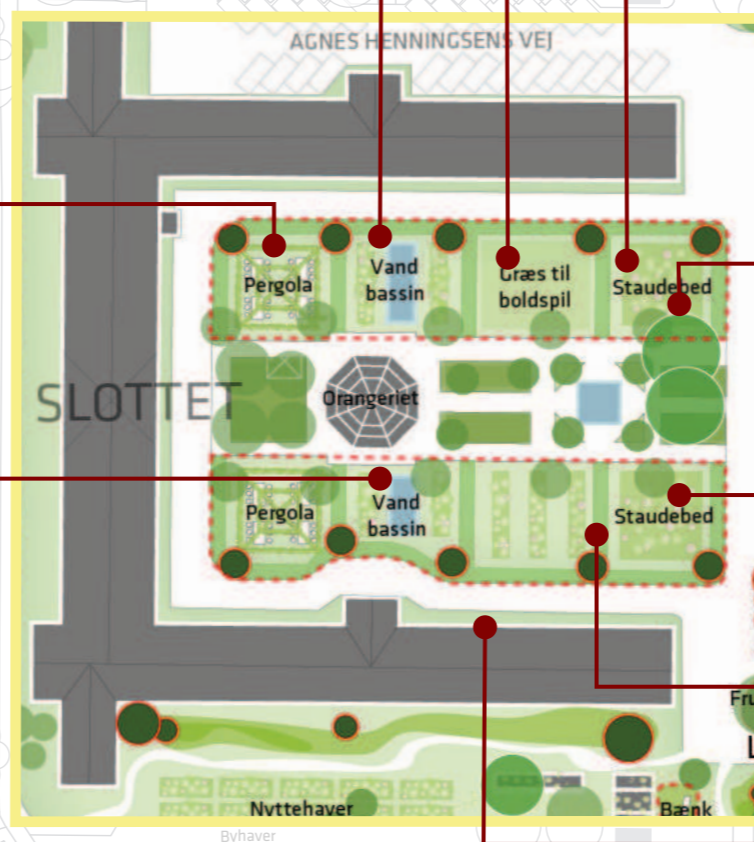 AGNES HENNINGSENS VEJ
Pergola
Vand
bassin
Græs til
boldspil
Staudebed
SLOTTET
Orangeriet
Pergola
Vand
bassin
Staudebed
Nyttehaver
Bænk
Byhaver